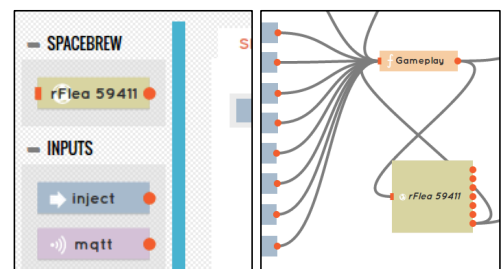 SPACEBREW
rFlea 59411
INPUTS
inject
mqtt
Gameplay
rFlea 59411